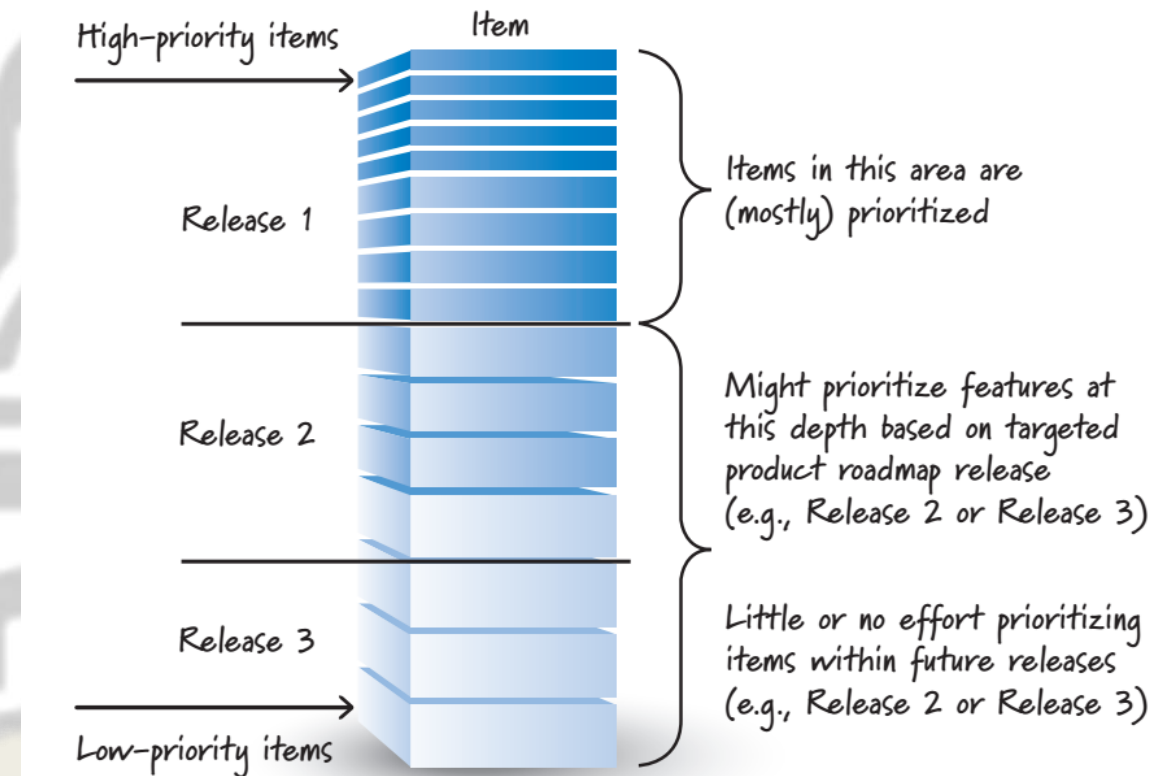 Item
High-priority items
Items in this area are
(mostly) prioritized
Release 1
Might prioritize features at
this depth based on targeted
product roadmap release
(e.g., Release 2 or Release 3)
Release 2
Little or no effort prioritizing
items within future releases
(e.g., Release 2 or Release 3)
Release 3
Low-priority items